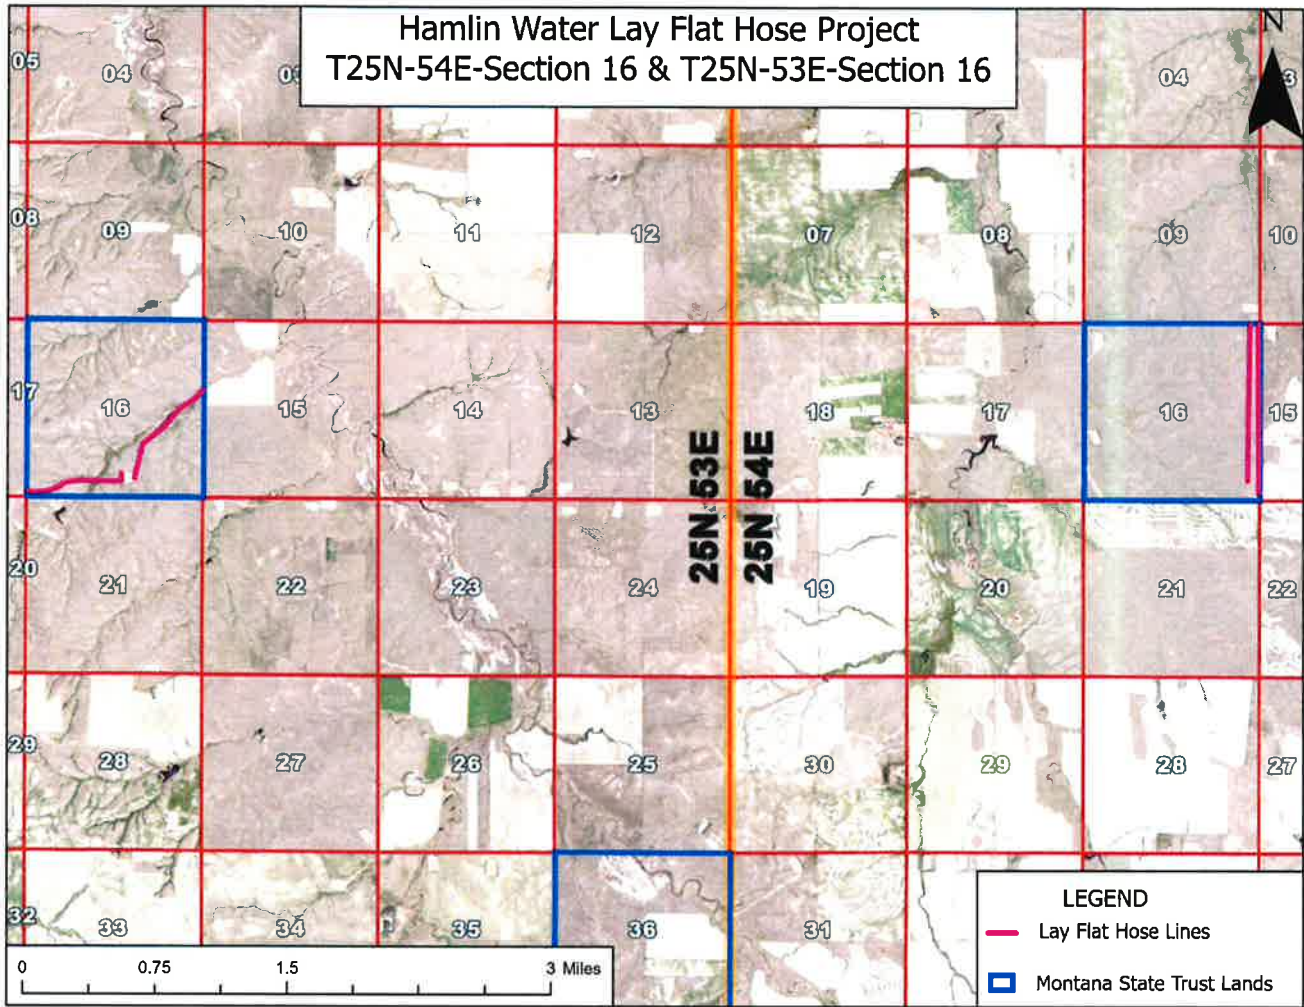 Hamlin Water Lay Flat Hose Project
T25N-54E-Section 16 & T25N-53E-Section 16
N
05 04 04
08 09 10 11 12 07 08 09 10
17 16 15 14 13 18 17 16 15
25N 53E
25N 54E
20 21 22 23 24 19 20 21 22
29 28 27 26 25 30 29 28 27
32 33 34 35 36 31
LEGEND
Lay Flat Hose Lines
Montana State Trust Lands
0 0.75 1.5 3 Miles